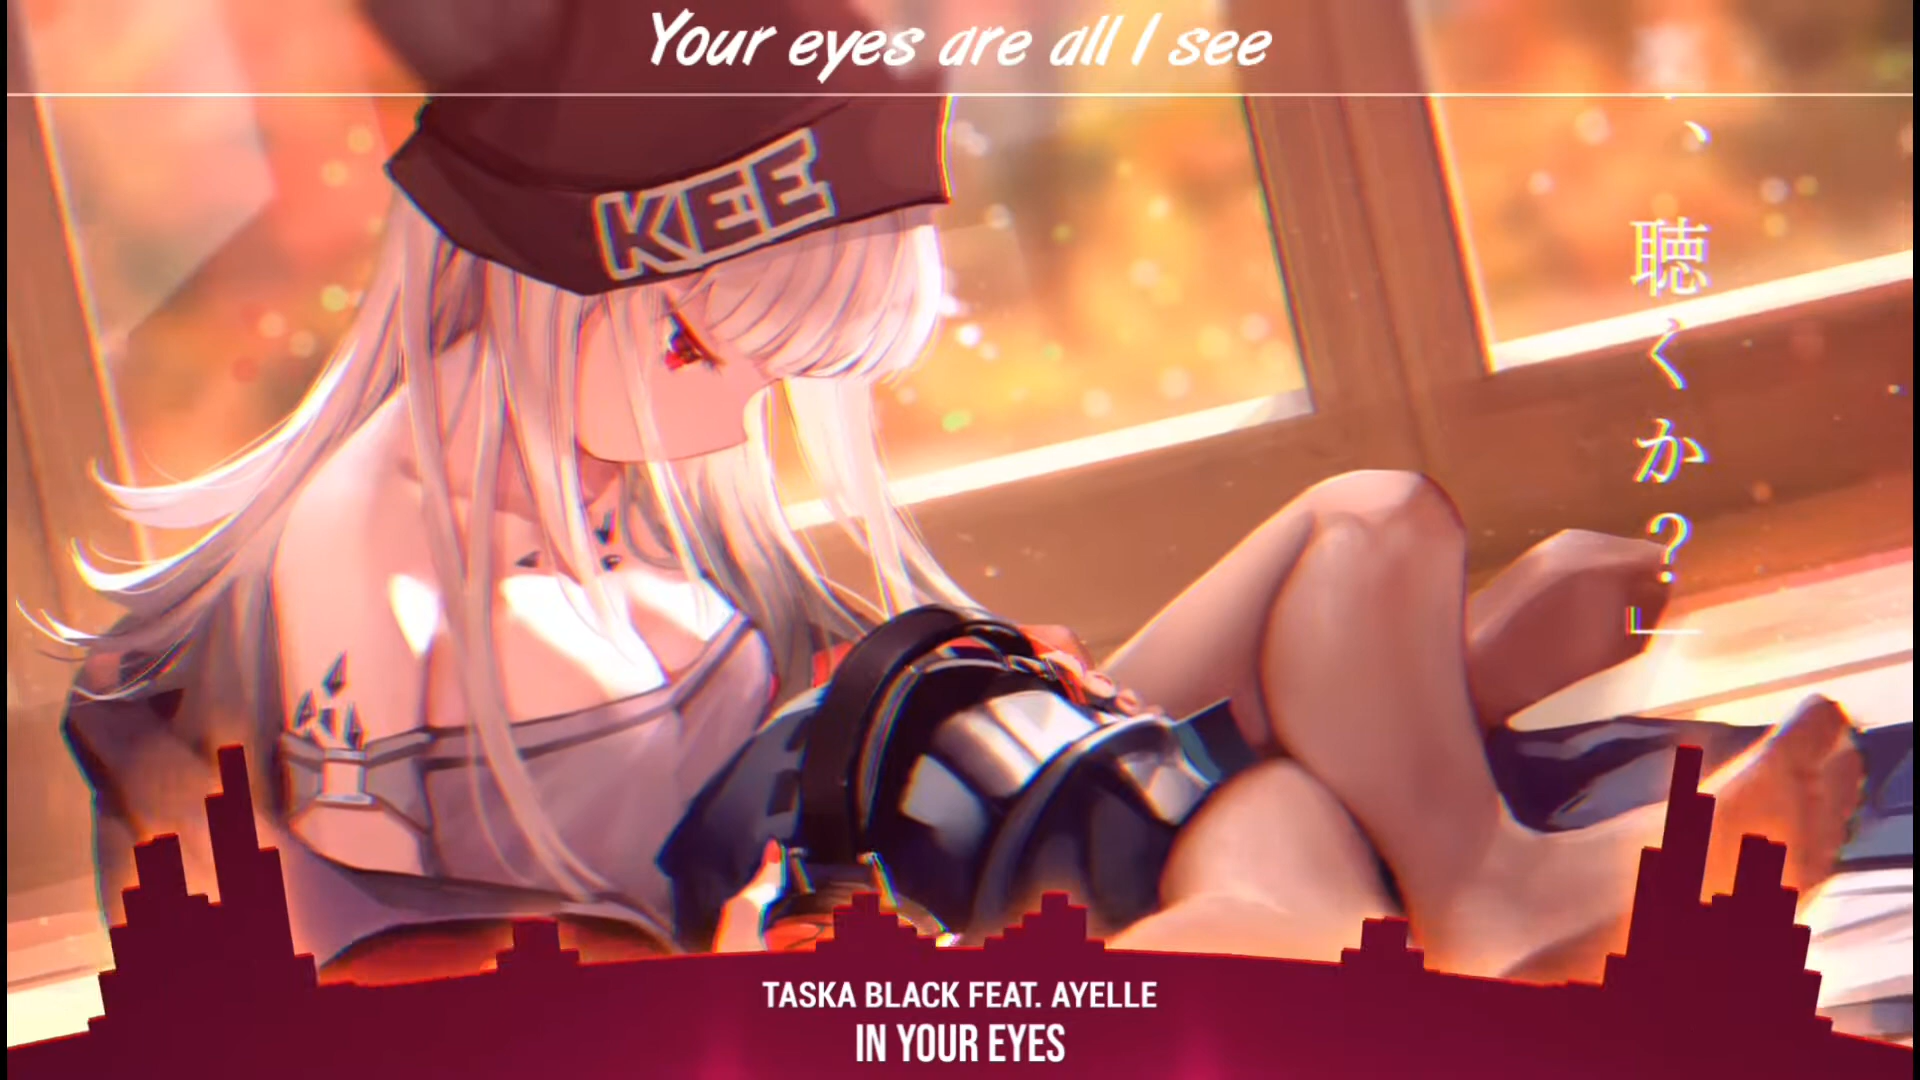 Your eyes are all I see
KEE
、聴くか?」
TASKA BLACK FEAT. AYELLE
IN YOUR EYES